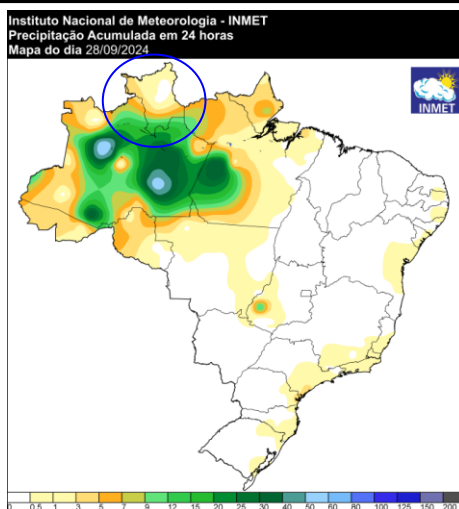 Instituto Nacional de Meteorologia - INMET
Precipitação Acumulada em 24 horas
Mapa do dia 28/09/2024
INMET
0 0.5 1 3 5 7 9 12 15 20 25 30 40 50 60 80 100 125 150 200